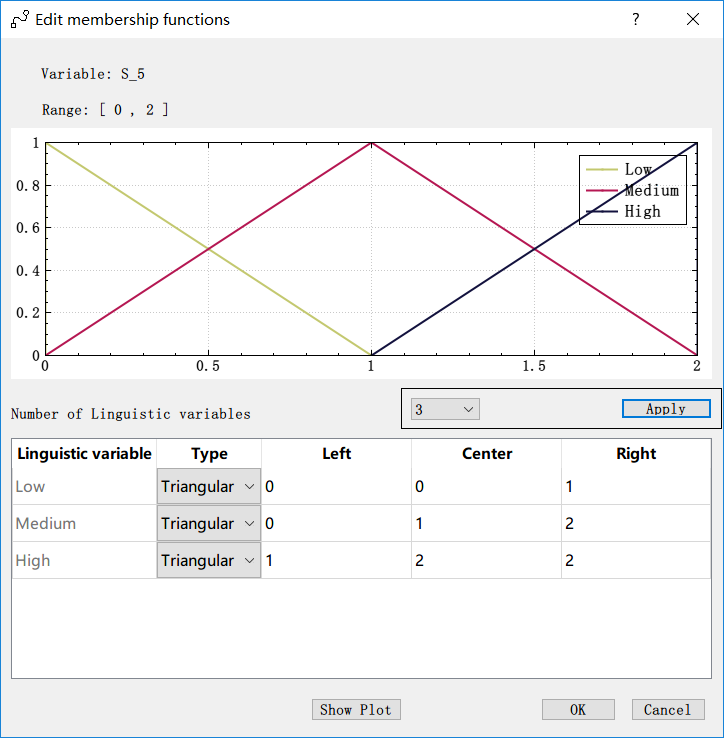 Edit membership functions ?
Variable: S_5
Range: [ 0 , 2 ]
1
0.8
0.6
0.4
0.2
0
0 0.5 1 1.5 2
Low
Medium
High
Number of Linguistic variables 3 Apply
Linguistic variable Type Left Center Right
Low Triangular 0 0 1
Medium Triangular 0 1 2
High Triangular 1 2 2
Show Plot OK Cancel